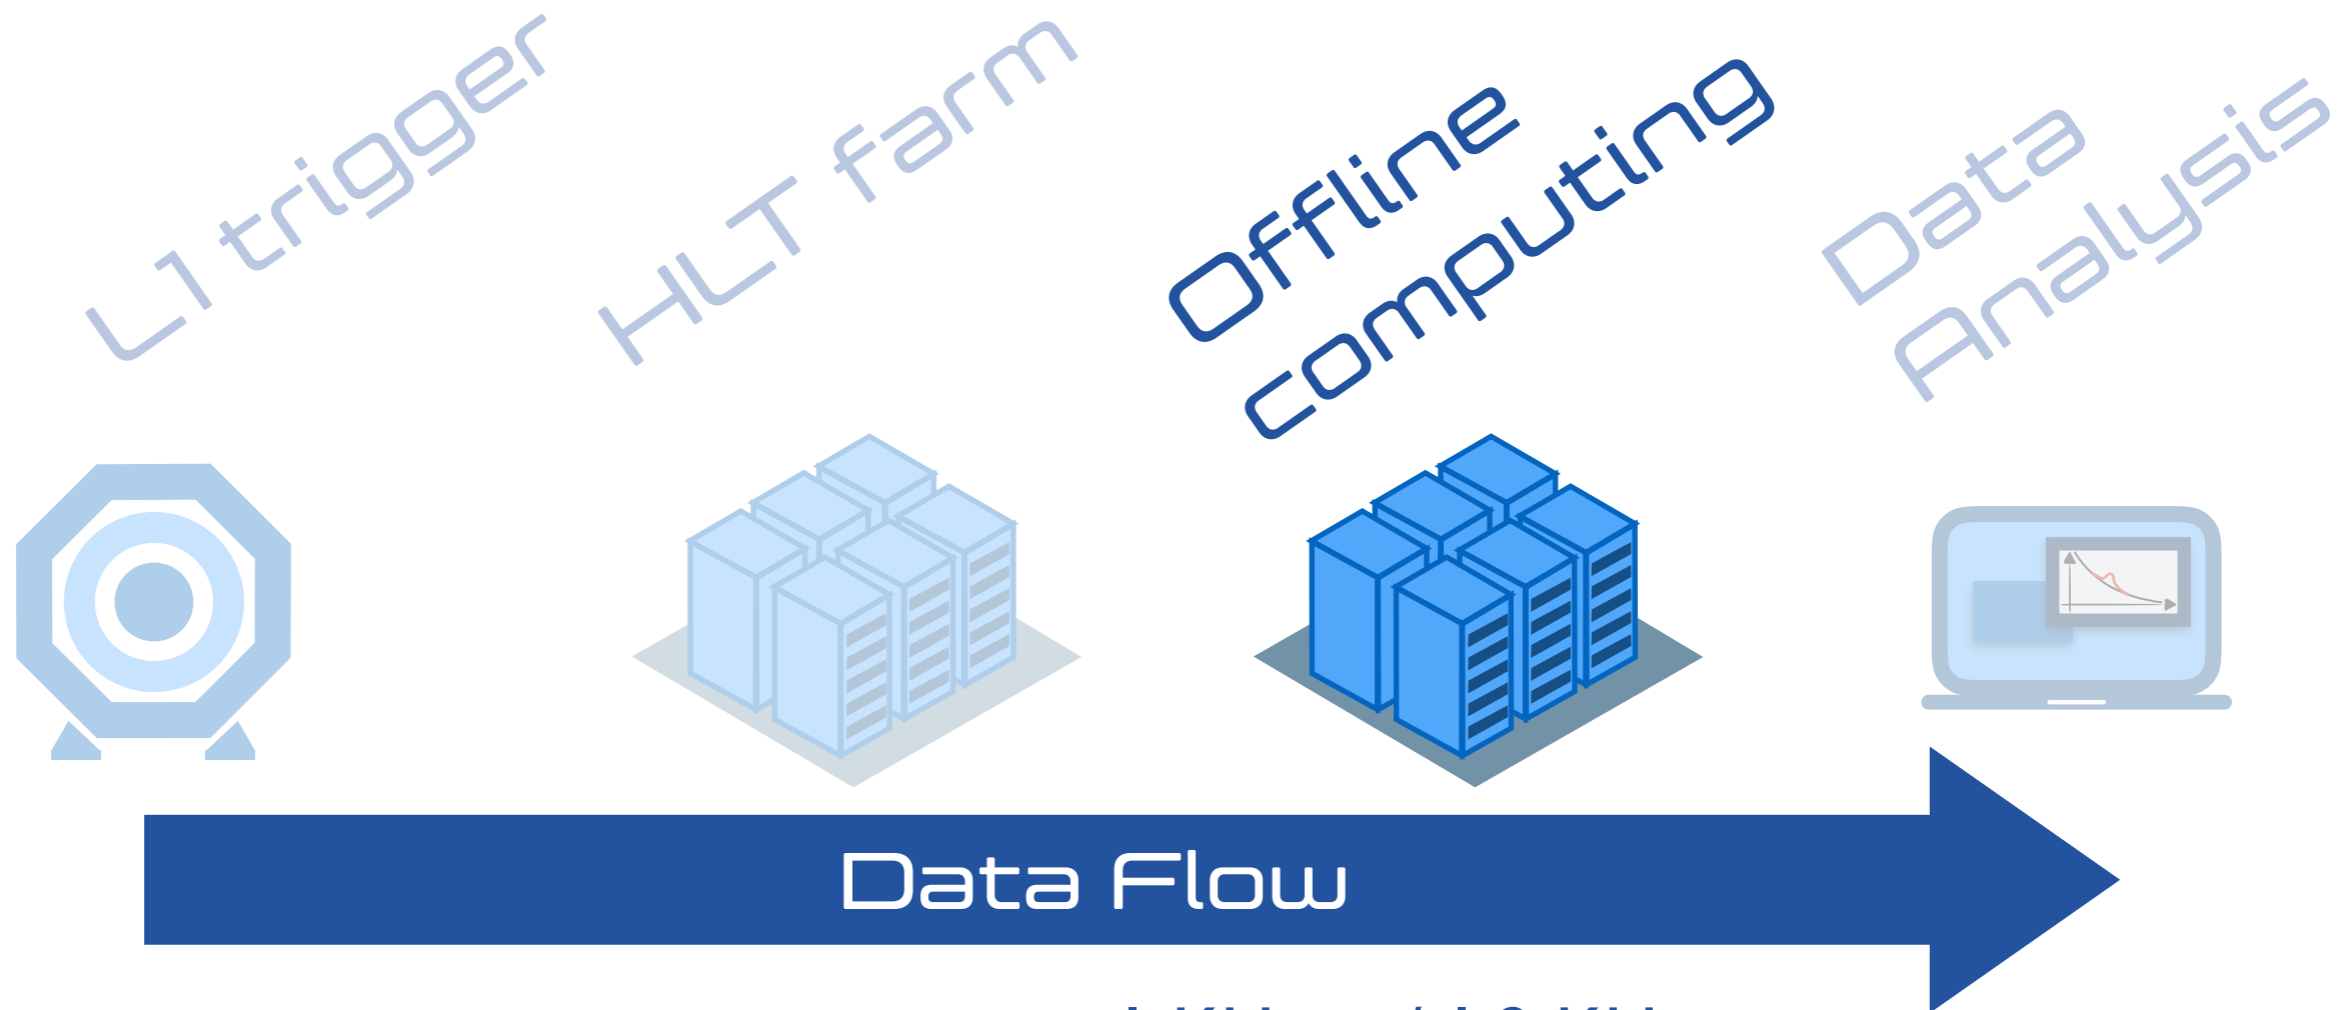 L1 trigger
HLT farm
Offline
computing
Data
Analysis
Data Flow